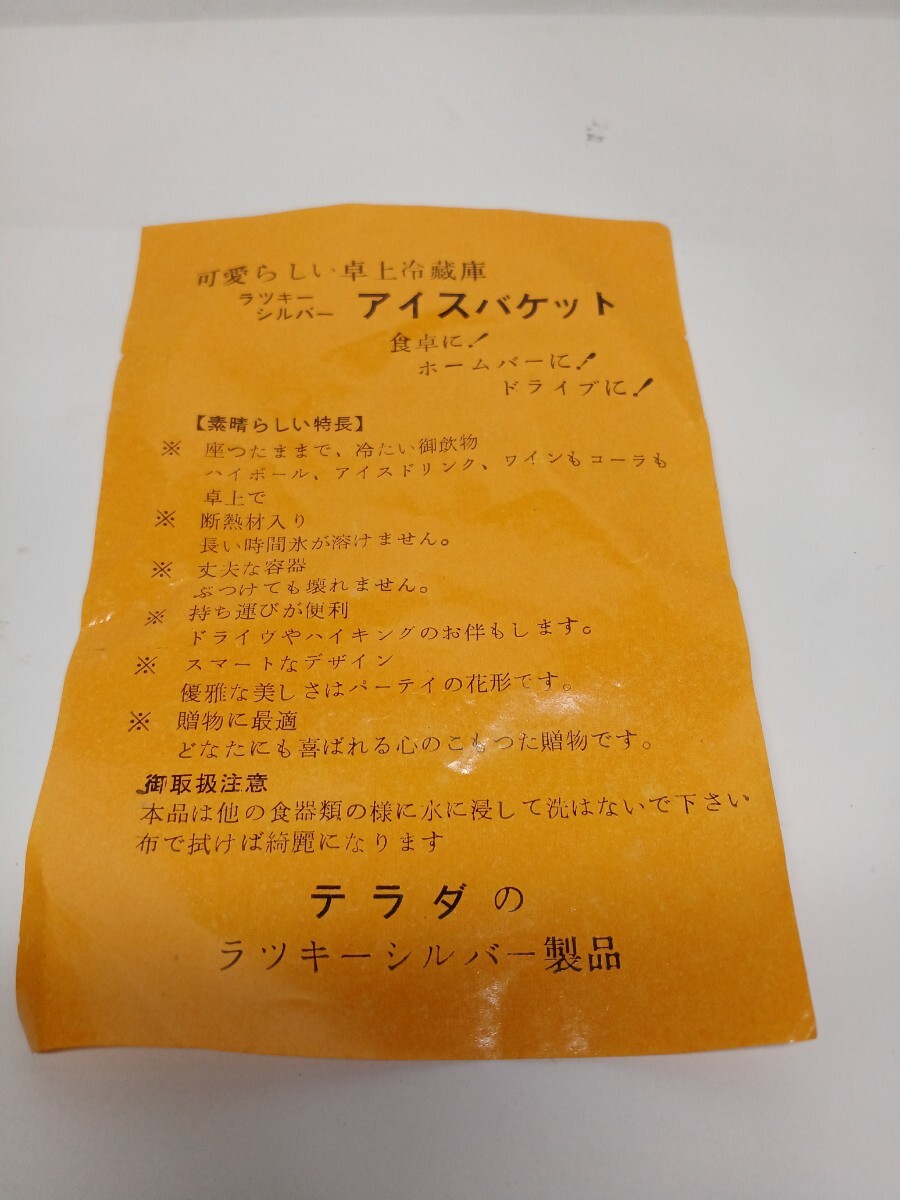 可愛らしい卓上冷蔵庫
ラツキー
シルバー アイスバケット
食卓に!
ホームバーに!
ドライブに!
【素晴らしい特長】
※ 座つたままで、冷たい御飲物
ハイボール、アイスドリンク、ワインもコーラも
卓上で
※ 断熱材入り
長い時間氷が溶けません。
※ 丈夫な容器
ぶつけても壊れません。
※ 持ち運びが便利
ドライヴやハイキングのお伴もします。
※ スマートなデザイン
優雅な美しさはパーテイの花形です。
※ 贈物に最適
どなたにも喜ばれる心のこもつた贈物です。
御取扱注意
本品は他の食器類の様に水に浸して洗はないで下さい
布で拭けば綺麗になります
テラダの
ラツキーシルバー製品